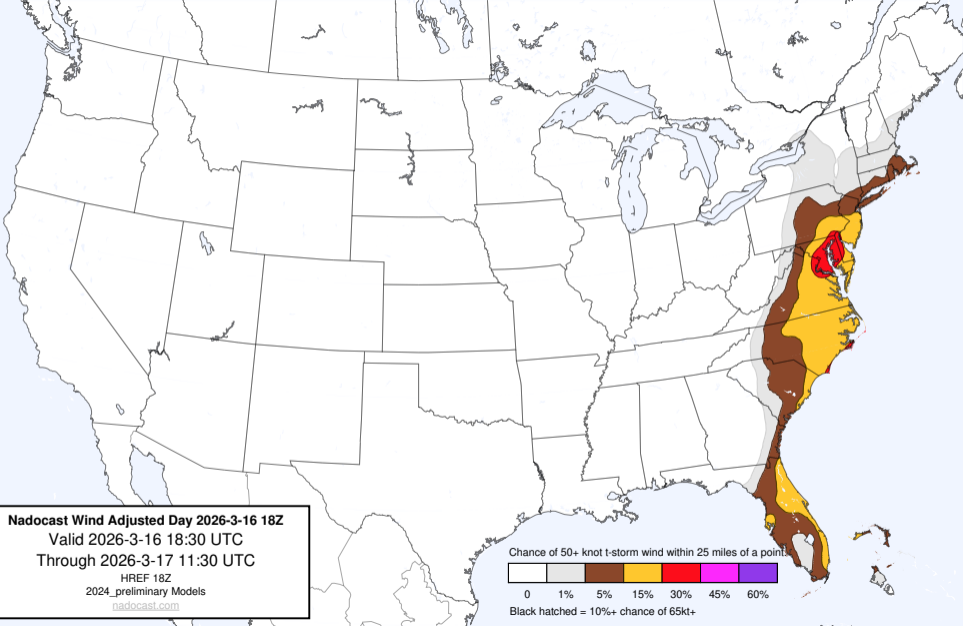 Nadocast Wind Adjusted Day 2026-3-16 18Z
Valid 2026-3-16 18:30 UTC
Through 2026-3-17 11:30 UTC
HREF 18Z
2024_preliminary Models
nadocast.com
Chance of 50+ knot t-storm wind within 25 miles of a point.
0 1% 5% 15% 30% 45% 60%
Black hatched = 10%+ chance of 65kt+